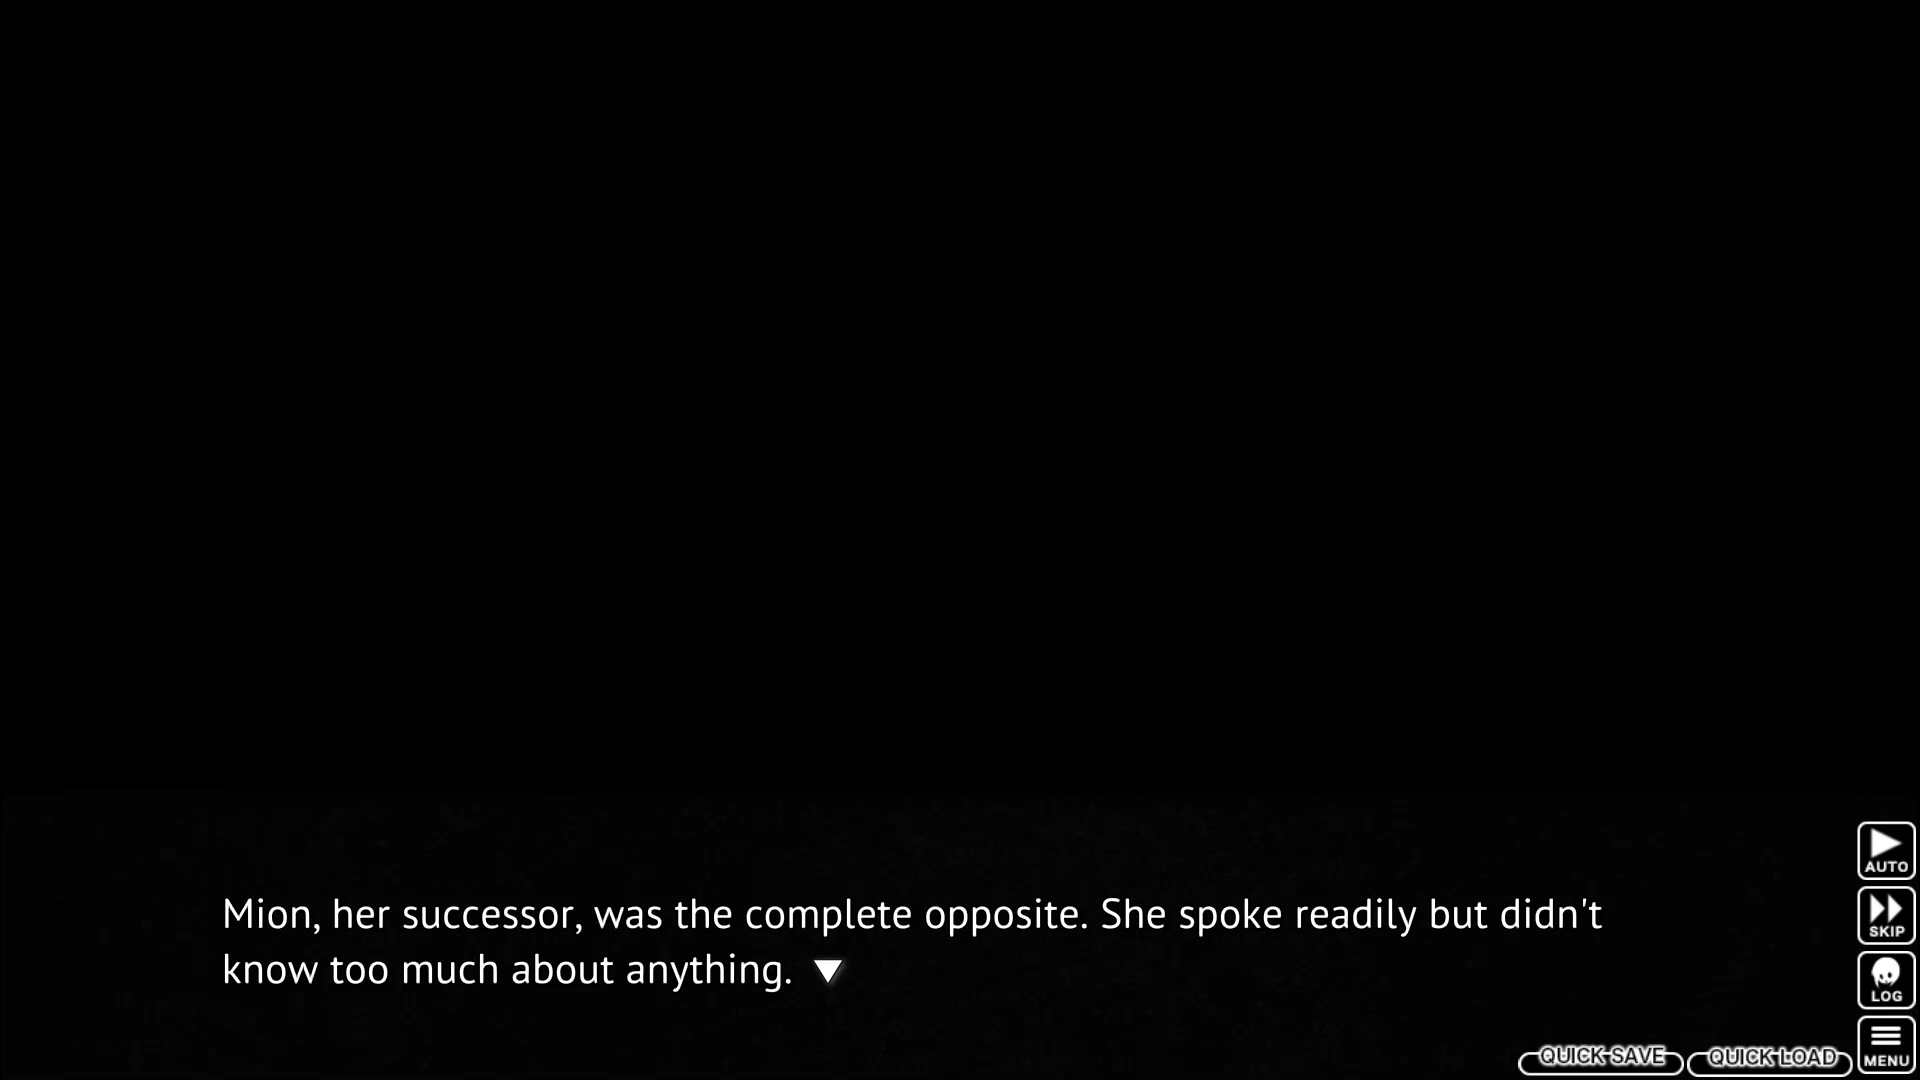 Mion, her successor, was the complete opposite. She spoke readily but didn't
know too much about anything.
AUTO
SKIP
LOG
MENU
QUICK SAVE
QUICK LOAD